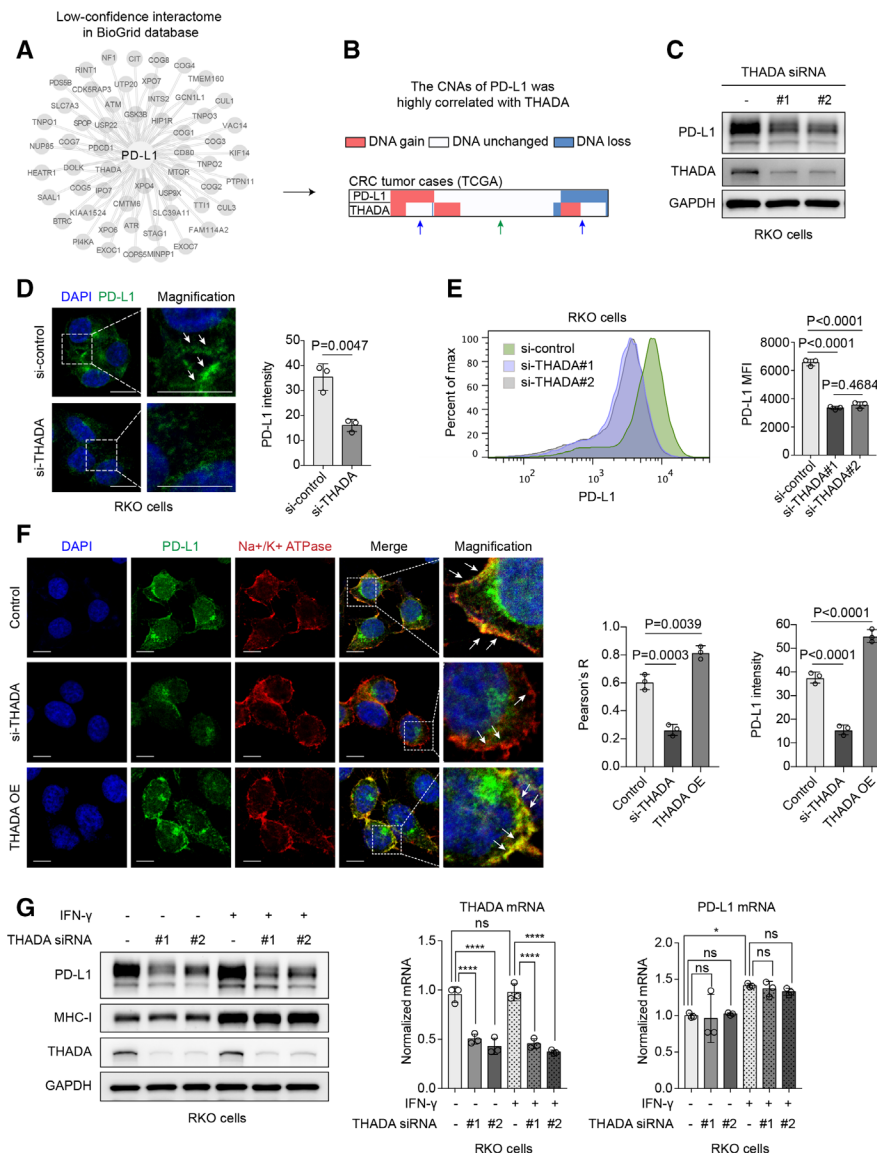 Low-confidence interactome
in BioGrid database
A
NF1
CIT
COG8
COG4
RINT1
TMEM160
PDS5B
CDK5RAP3
UTP20
XPO7
GCN1L1
CUL1
SLC7A3
SPOP
ATM
INTS2
TNPO3
GSK3B
HIP1R
VAC14
TNPO1
USP22
COG1
COG3
NUP85
COG7
PDCD1
CD80
KIF14
PD-L1
HEATR1
DOLK
THADA
MTOR
TNPO2
PTPN11
SAAL1
COG5
IPO7
XPO4
USP9X
COG2
CMTM6
TTI1
CUL3
KIAA1524
SLC39A11
BTRC
XPO6
ATR
STAG1
FAM114A2
PI4KA
EXOC1
COPS5
MINPP1
EXOC7
B
The CNAs of PD-L1 was
highly correlated with THADA
DNA gain
DNA unchanged
DNA loss
CRC tumor cases (TCGA)
PD-L1
THADA
C
THADA siRNA
- #1 #2
PD-L1
THADA
GAPDH
RKO cells
D
DAPI PD-L1 Magnification
si-control
si-THADA
RKO cells
P=0.0047
PD-L1 intensity
50
40
30
20
10
0
si-control
si-THADA
E
RKO cells
si-control
si-THADA#1
si-THADA#2
Percent of max
10²
10³
10⁴
PD-L1
P<0.0001
P<0.0001
P=0.4684
PD-L1 MFI
8000
6000
4000
2000
0
si-control
si-THADA#1
si-THADA#2
F
DAPI PD-L1 Na+/K+ ATPase Merge Magnification
Control
si-THADA
THADA OE
P=0.0039
P=0.0003
Pearson's R
1.0
0.8
0.6
0.4
0.2
0.0
Control
si-THADA
THADA OE
P<0.0001
P<0.0001
PD-L1 intensity
60
50
40
30
20
10
0
Control
si-THADA
THADA OE
G
IFN-γ - - - + + +
THADA siRNA - #1 #2 - #1 #2
PD-L1
MHC-I
THADA
GAPDH
RKO cells
THADA mRNA
ns
****
****
****
****
Normalized mRNA
1.5
1.0
0.5
0.0
IFN-γ - - - + + +
THADA siRNA - #1 #2 - #1 #2
RKO cells
PD-L1 mRNA
*
ns
ns
ns
ns
Normalized mRNA
2.0
1.5
1.0
0.5
0.0
IFN-γ - - - + + +
THADA siRNA - #1 #2 - #1 #2
RKO cells